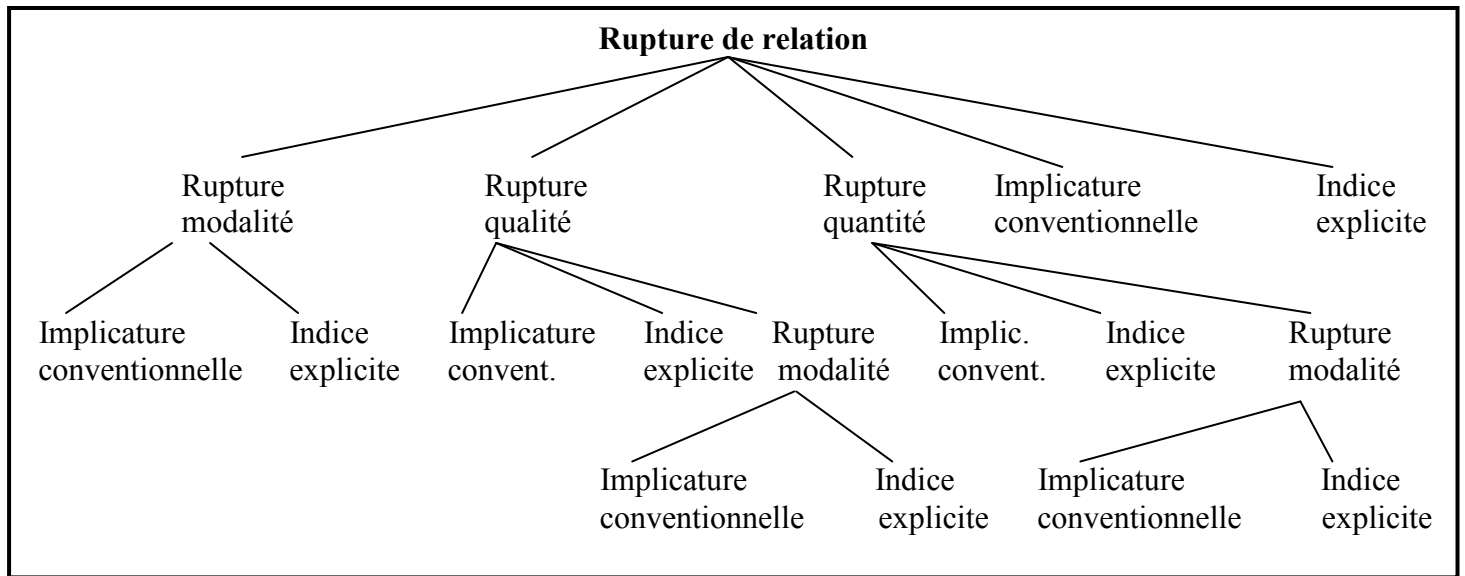 Rupture de relation
Rupture modalité
Rupture qualité
Rupture quantité
Implicature conventionnelle
Indice explicite
Implicature conventionnelle
Indice explicite
Implicature convent.
Indice explicite
Rupture modalité
Implic. convent.
Indice explicite
Rupture modalité
Implicature conventionnelle
Indice explicite
Implicature conventionnelle
Indice explicite